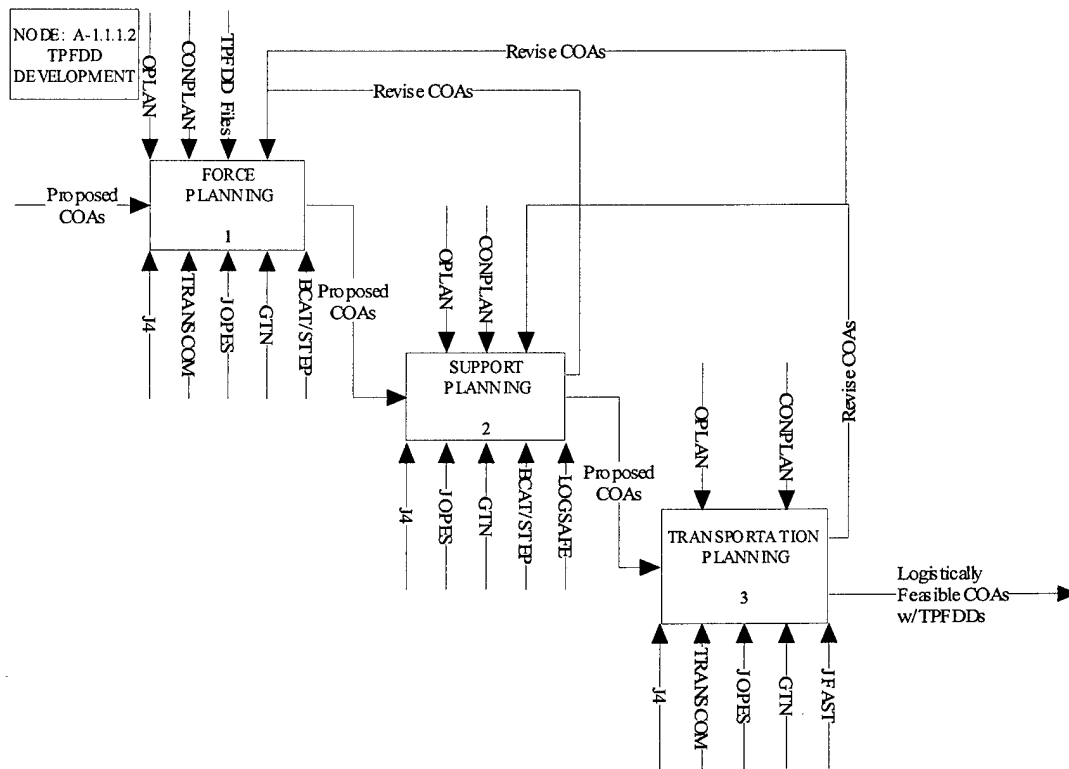 NODE: A-1.1.1.2
TPFDD
DEVELOPMENT
OPLAN
CONPLAN
TPFDD Files
Revise COAs
Revise COAs
Proposed
COAs
FORCE
PLANNING
1
J4
TRANSCOM
JOPES
GTN
BCAT/STEP
Proposed
COAs
OPLAN
CONPLAN
SUPPORT
PLANNING
2
J4
JOPES
GTN
BCAT/STEP
LOGSAFE
Proposed
COAs
OPLAN
CONPLAN
Revise COAs
TRANSPORTATION
PLANNING
3
J4
TRANSCOM
JOPES
GTN
JFAST
Logistically
Feasible COAs
w/TPFDDs